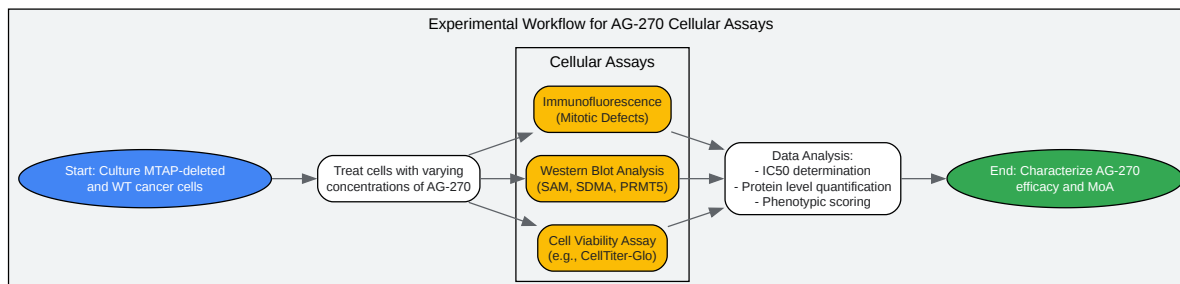 Experimental Workflow for AG-270 Cellular Assays
Start: Culture MTAP-deleted
and WT cancer cells
Treat cells with varying
concentrations of AG-270
Cellular Assays
Immunofluorescence
(Mitotic Defects)
Western Blot Analysis
(SAM, SDMA, PRMT5)
Cell Viability Assay
(e.g., CellTiter-Glo)
Data Analysis:
- IC50 determination
- Protein level quantification
- Phenotypic scoring
End: Characterize AG-270
efficacy and MoA